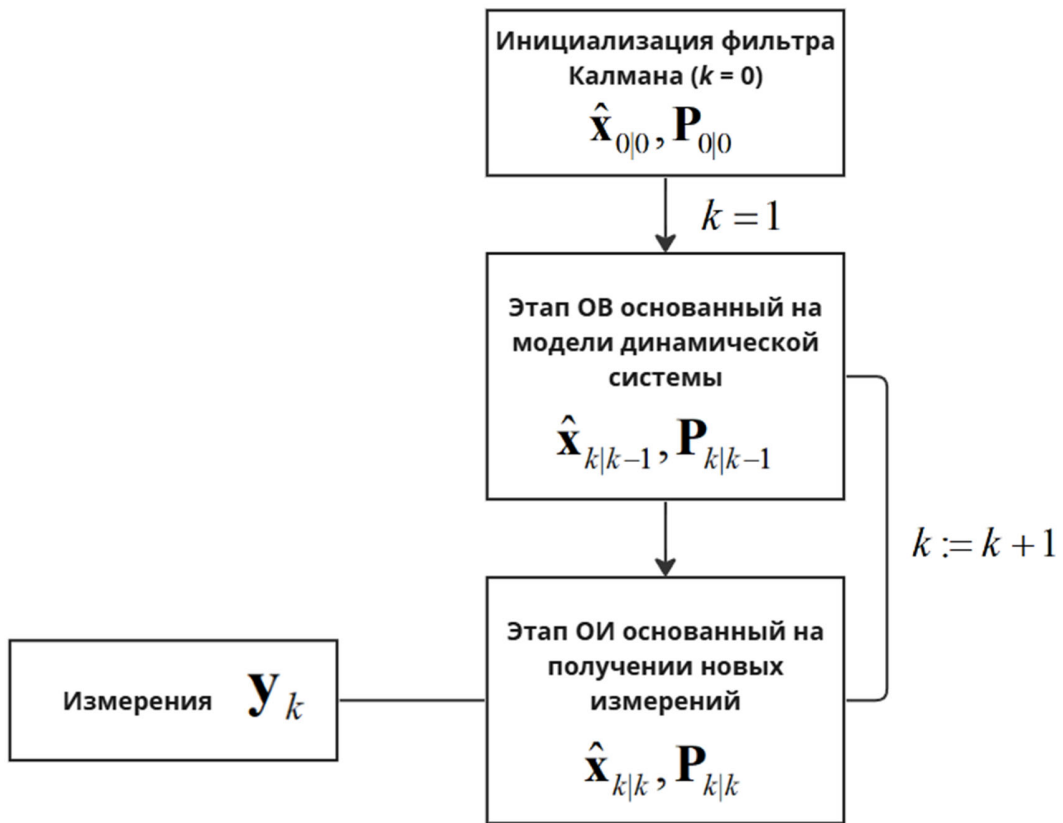 Инициализация фильтра
Калмана (k = 0)
x̂₀|₀, P₀|₀
k = 1
Этап ОВ основанный на
модели динамической
системы
x̂ₖ|ₖ₋₁, Pₖ|ₖ₋₁
k := k + 1
Этап ОИ основанный на
получении новых
измерений
x̂ₖ|ₖ, Pₖ|ₖ
Измерения yₖ